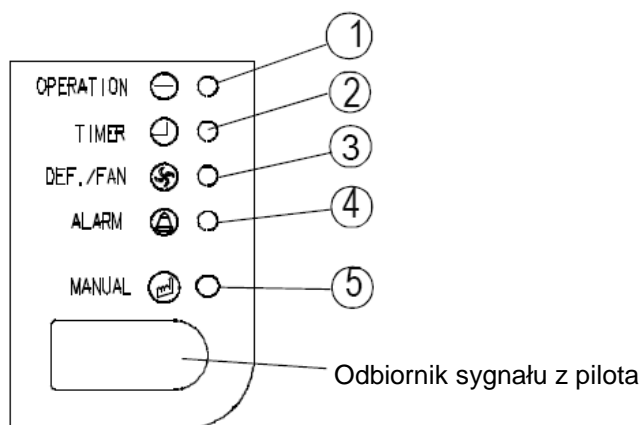 OPERATION 1
TIMER 2
DEF./FAN 3
ALARM 4
MANUAL 5
Odbiornik sygnału z pilota